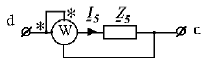 d * * W I₅ Z₅ c